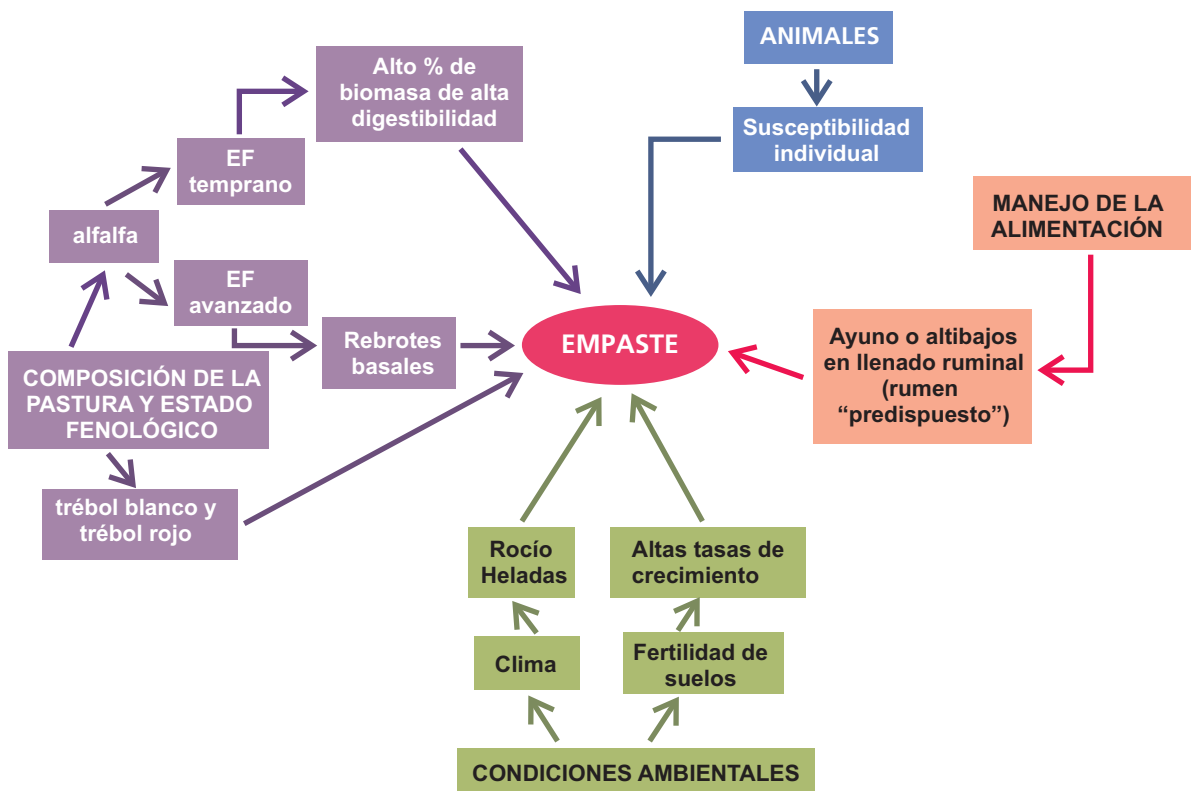 ANIMALES
Alto % de
biomasa de alta
digestibilidad
Susceptibilidad
individual
EF
temprano
MANEJO DE LA
ALIMENTACIÓN
alfalfa
EF
avanzado
Rebrotes
basales
EMPASTE
Ayuno o altibajos
en llenado ruminal
(rumen
“predispuesto”)
COMPOSICIÓN DE LA
PASTURA Y ESTADO
FENOLÓGICO
trébol blanco y
trébol rojo
Rocío
Heladas
Altas tasas de
crecimiento
Clima
Fertilidad de
suelos
CONDICIONES AMBIENTALES